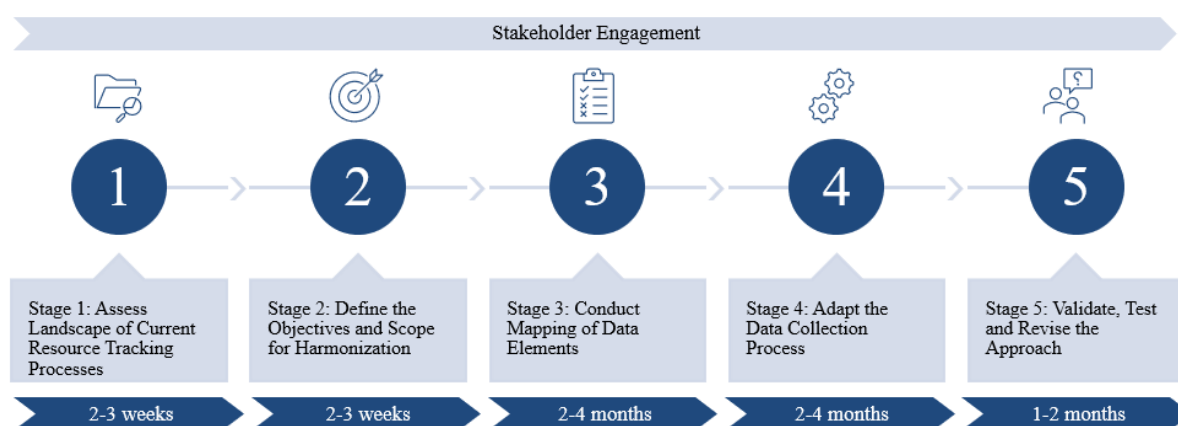 Stakeholder Engagement
?
1
2
3
4
5
Stage 1: Assess
Landscape of Current
Resource Tracking
Processes
Stage 2: Define the
Objectives and Scope
for Harmonization
Stage 3: Conduct
Mapping of Data
Elements
Stage 4: Adapt the
Data Collection
Process
Stage 5: Validate, Test
and Revise the
Approach
2-3 weeks
2-3 weeks
2-4 months
2-4 months
1-2 months